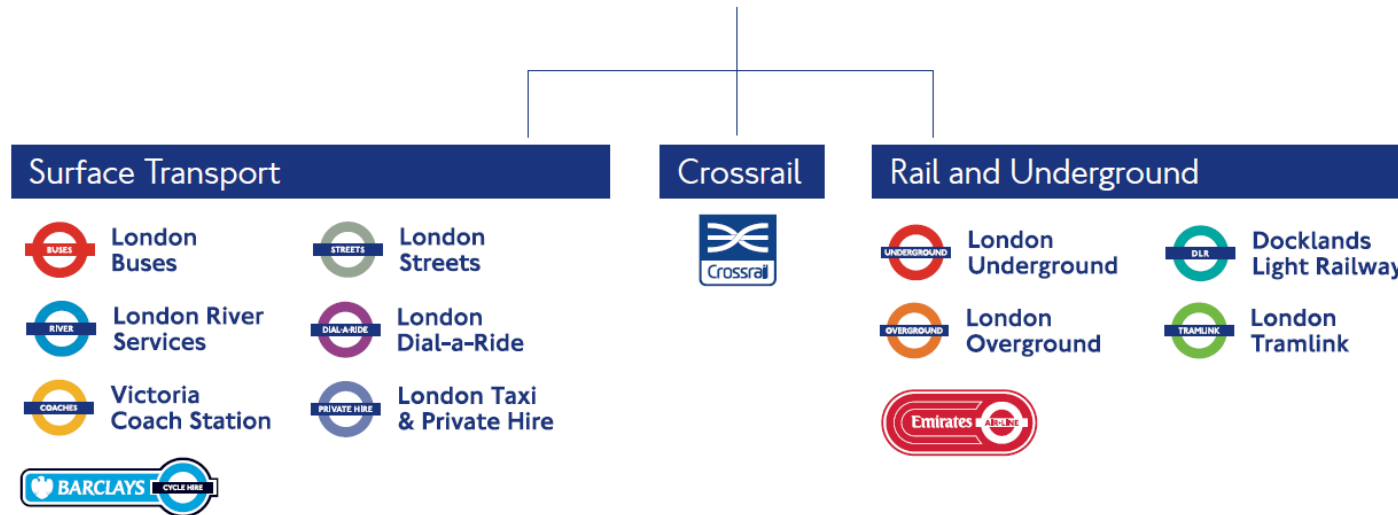 Surface Transport
Crossrail
Rail and Underground
BUSES
London
Buses
STREETS
London
Streets
RIVER
London River
Services
DIAL-A-RIDE
London
Dial-a-Ride
COACHES
Victoria
Coach Station
PRIVATE HIRE
London Taxi
& Private Hire
BARCLAYS CYCLE HIRE
Crossrail
UNDERGROUND
London
Underground
DLR
Docklands
Light Railway
OVERGROUND
London
Overground
TRAMLINK
London
Tramlink
Emirates AIR-LINE